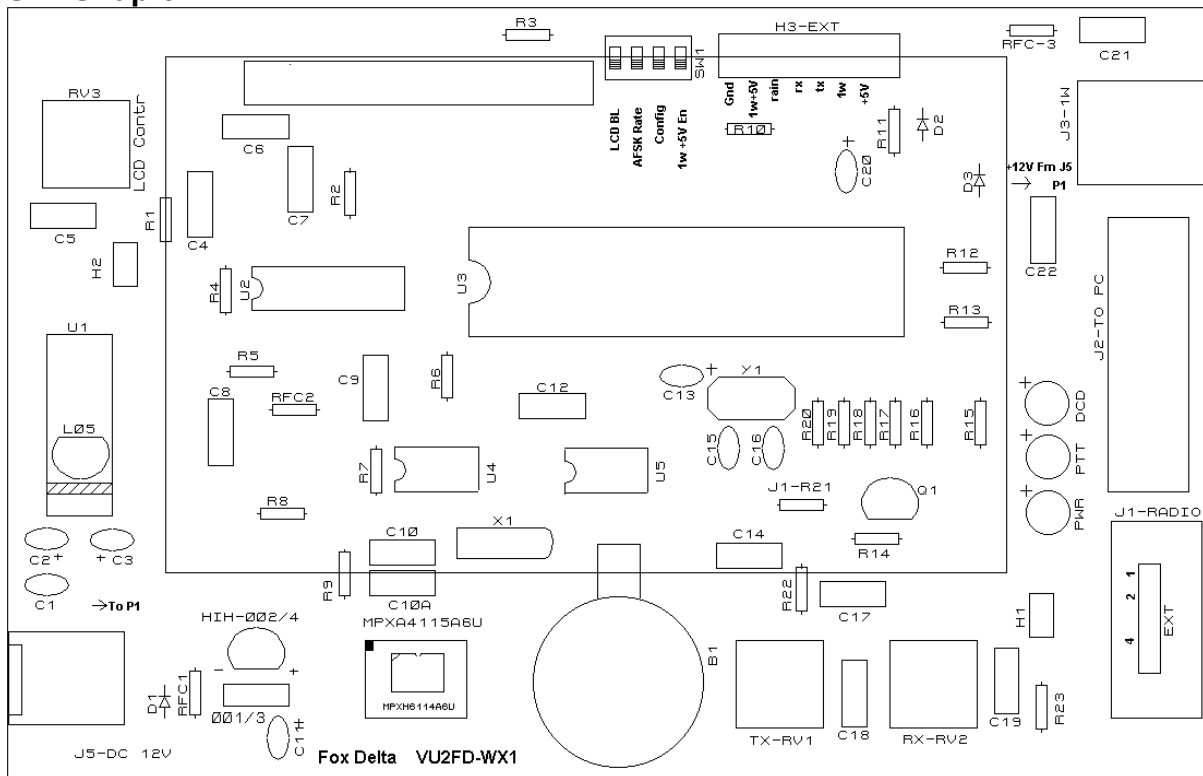 R3
H3-EXT
RFC-3
C21
SW1
RV3
LCD Contr
C6
LCD BL
AFSK Rate
Config
1w +5V En
Gnd
1w+5V
rain
rx
tx
1w
+5V
R10
C20
R11
D2
J3-1W
+12V Fm J5
P1
D3
C5
R1
C4
C7
R2
C22
H2
R4
U2
U3
R12
R13
U1
R5
C8
RFC2
C9
R6
C12
C13
+
Y1
J2-TO PC
L05
R7
U4
U5
C15
C16
R20
R19
R18
R17
R16
R15
+
DCD
+
PTT
+
PWR
R8
J1-R21
Q1
J1-RADIO
C2
+
+
C3
X1
C10
C14
R14
C1
To P1
R9
C10A
R22
C17
H1
1
2
4
EXT
HIH-002/4
MPXA4115A6U
-
+
B1
D1
RFC1
001/3
MPXH6114A6U
C11
+
C18
C19
R23
J5-DC 12V
Fox Delta VU2FD-WX1
TX-RV1
RX-RV2